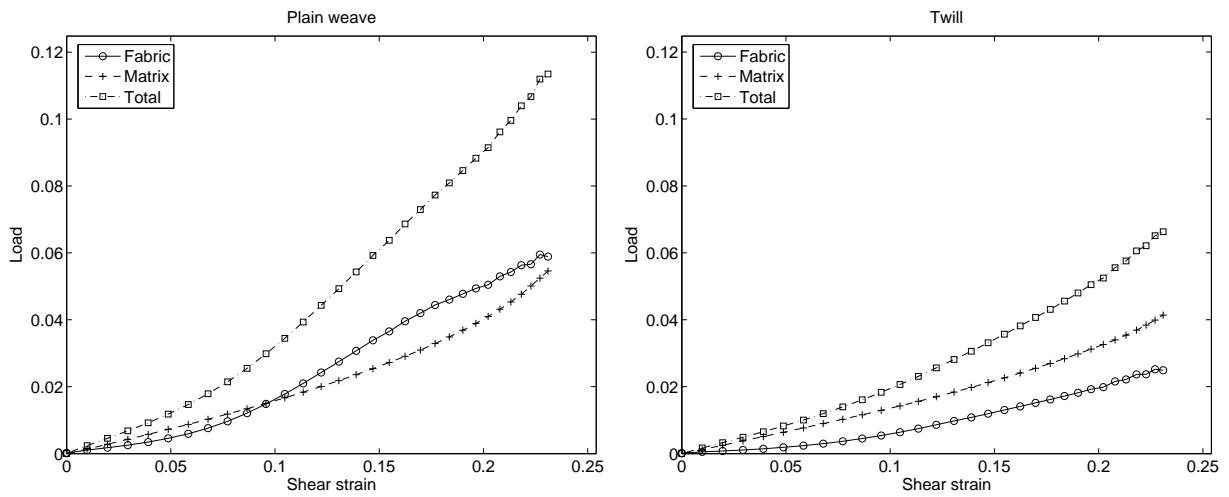 Plain weave
0.12
0.1
0.08
0.06
0.04
0.02
0
Load
Fabric
Matrix
Total
0 0.05 0.1 0.15 0.2 0.25
Shear strain
Twill
0.12
0.1
0.08
0.06
0.04
0.02
0
Load
Fabric
Matrix
Total
0 0.05 0.1 0.15 0.2 0.25
Shear strain